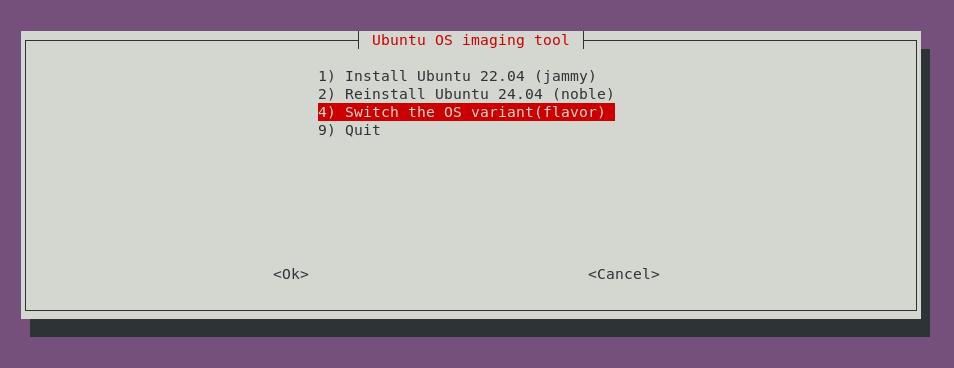 Ubuntu OS imaging tool
1) Install Ubuntu 22.04 (jammy)
2) Reinstall Ubuntu 24.04 (noble)
4) Switch the OS variant(flavor)
9) Quit
<Ok> <Cancel>